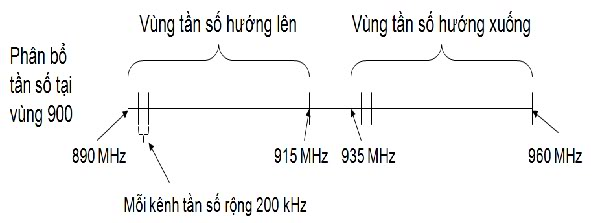 Vùng tần số hướng lên
Vùng tần số hướng xuống
Phân bổ
tần số tại
vùng 900
890 MHz
915 MHz
935 MHz
960 MHz
Mỗi kênh tần số rộng 200 kHz